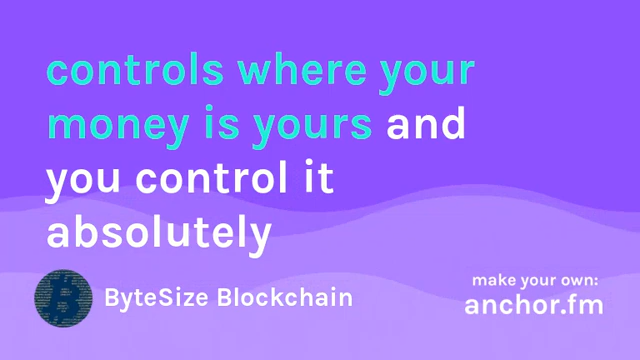 controls where your
money is yours and
you control it
absolutely
ByteSize Blockchain
make your own:
anchor.fm